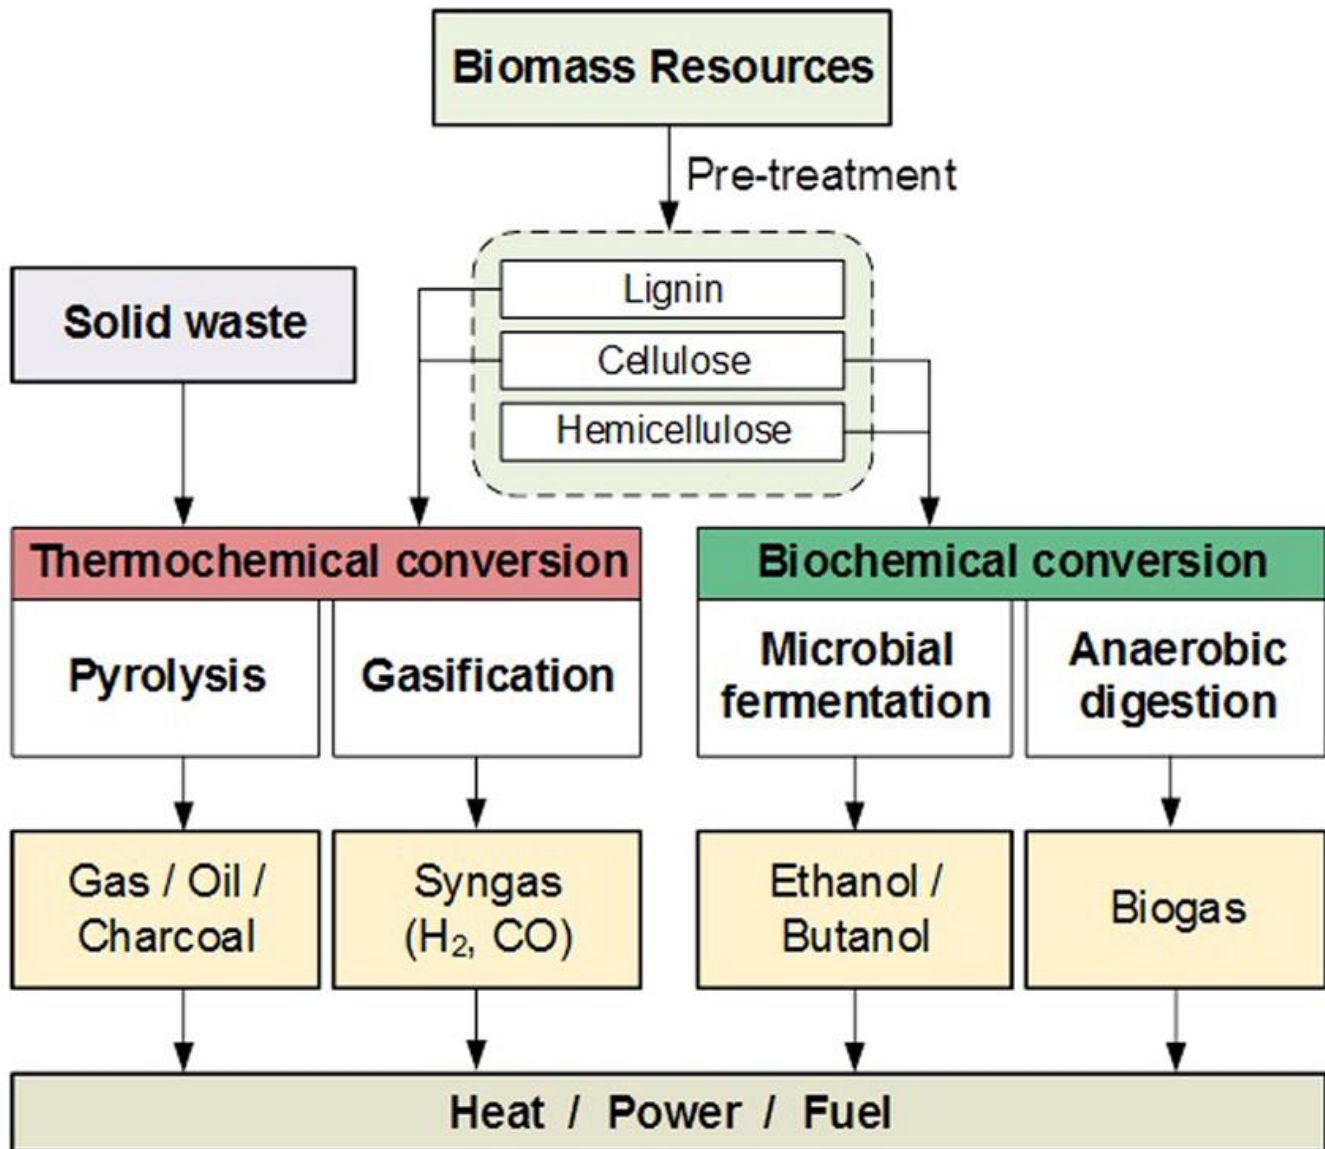 Biomass Resources
Pre-treatment
Solid waste
Lignin
Cellulose
Hemicellulose
Thermochemical conversion
Biochemical conversion
Pyrolysis
Gasification
Microbial
fermentation
Anaerobic
digestion
Gas / Oil /
Charcoal
Syngas
(H₂, CO)
Ethanol /
Butanol
Biogas
Heat / Power / Fuel